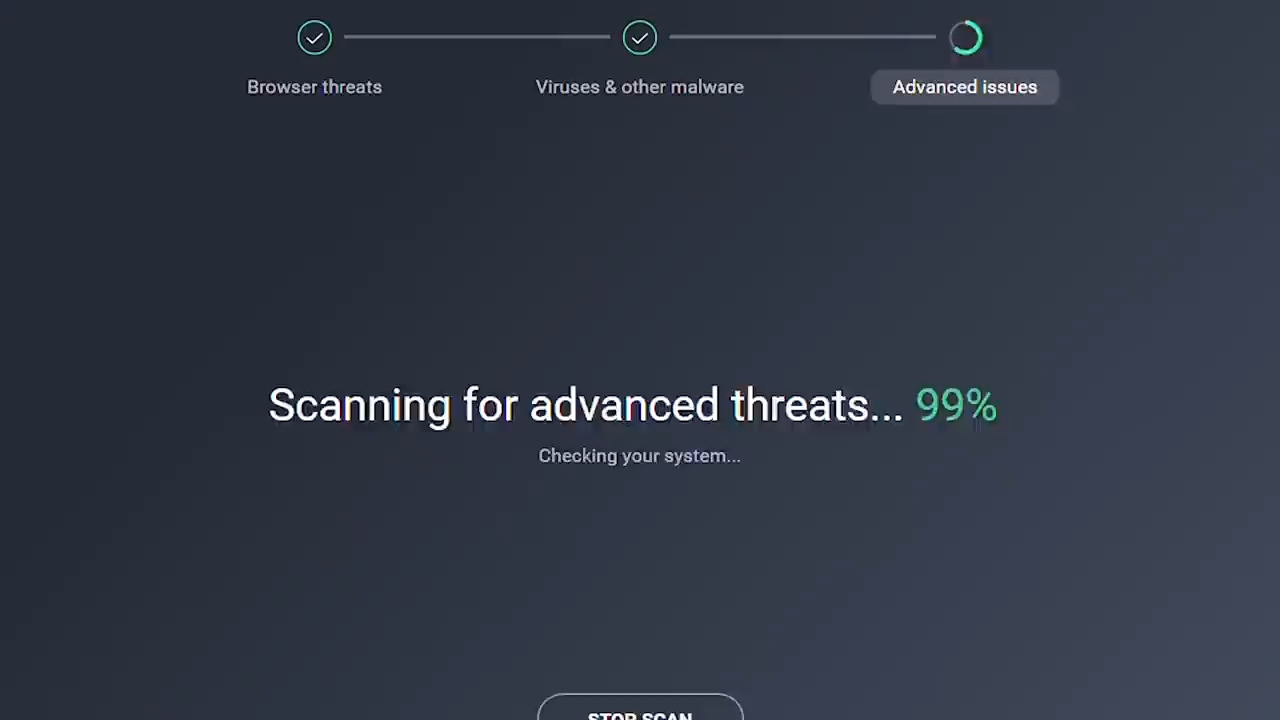 Browser threats
Viruses & other malware
Advanced issues
Scanning for advanced threats... 99%
Checking your system...
STOP SCAN